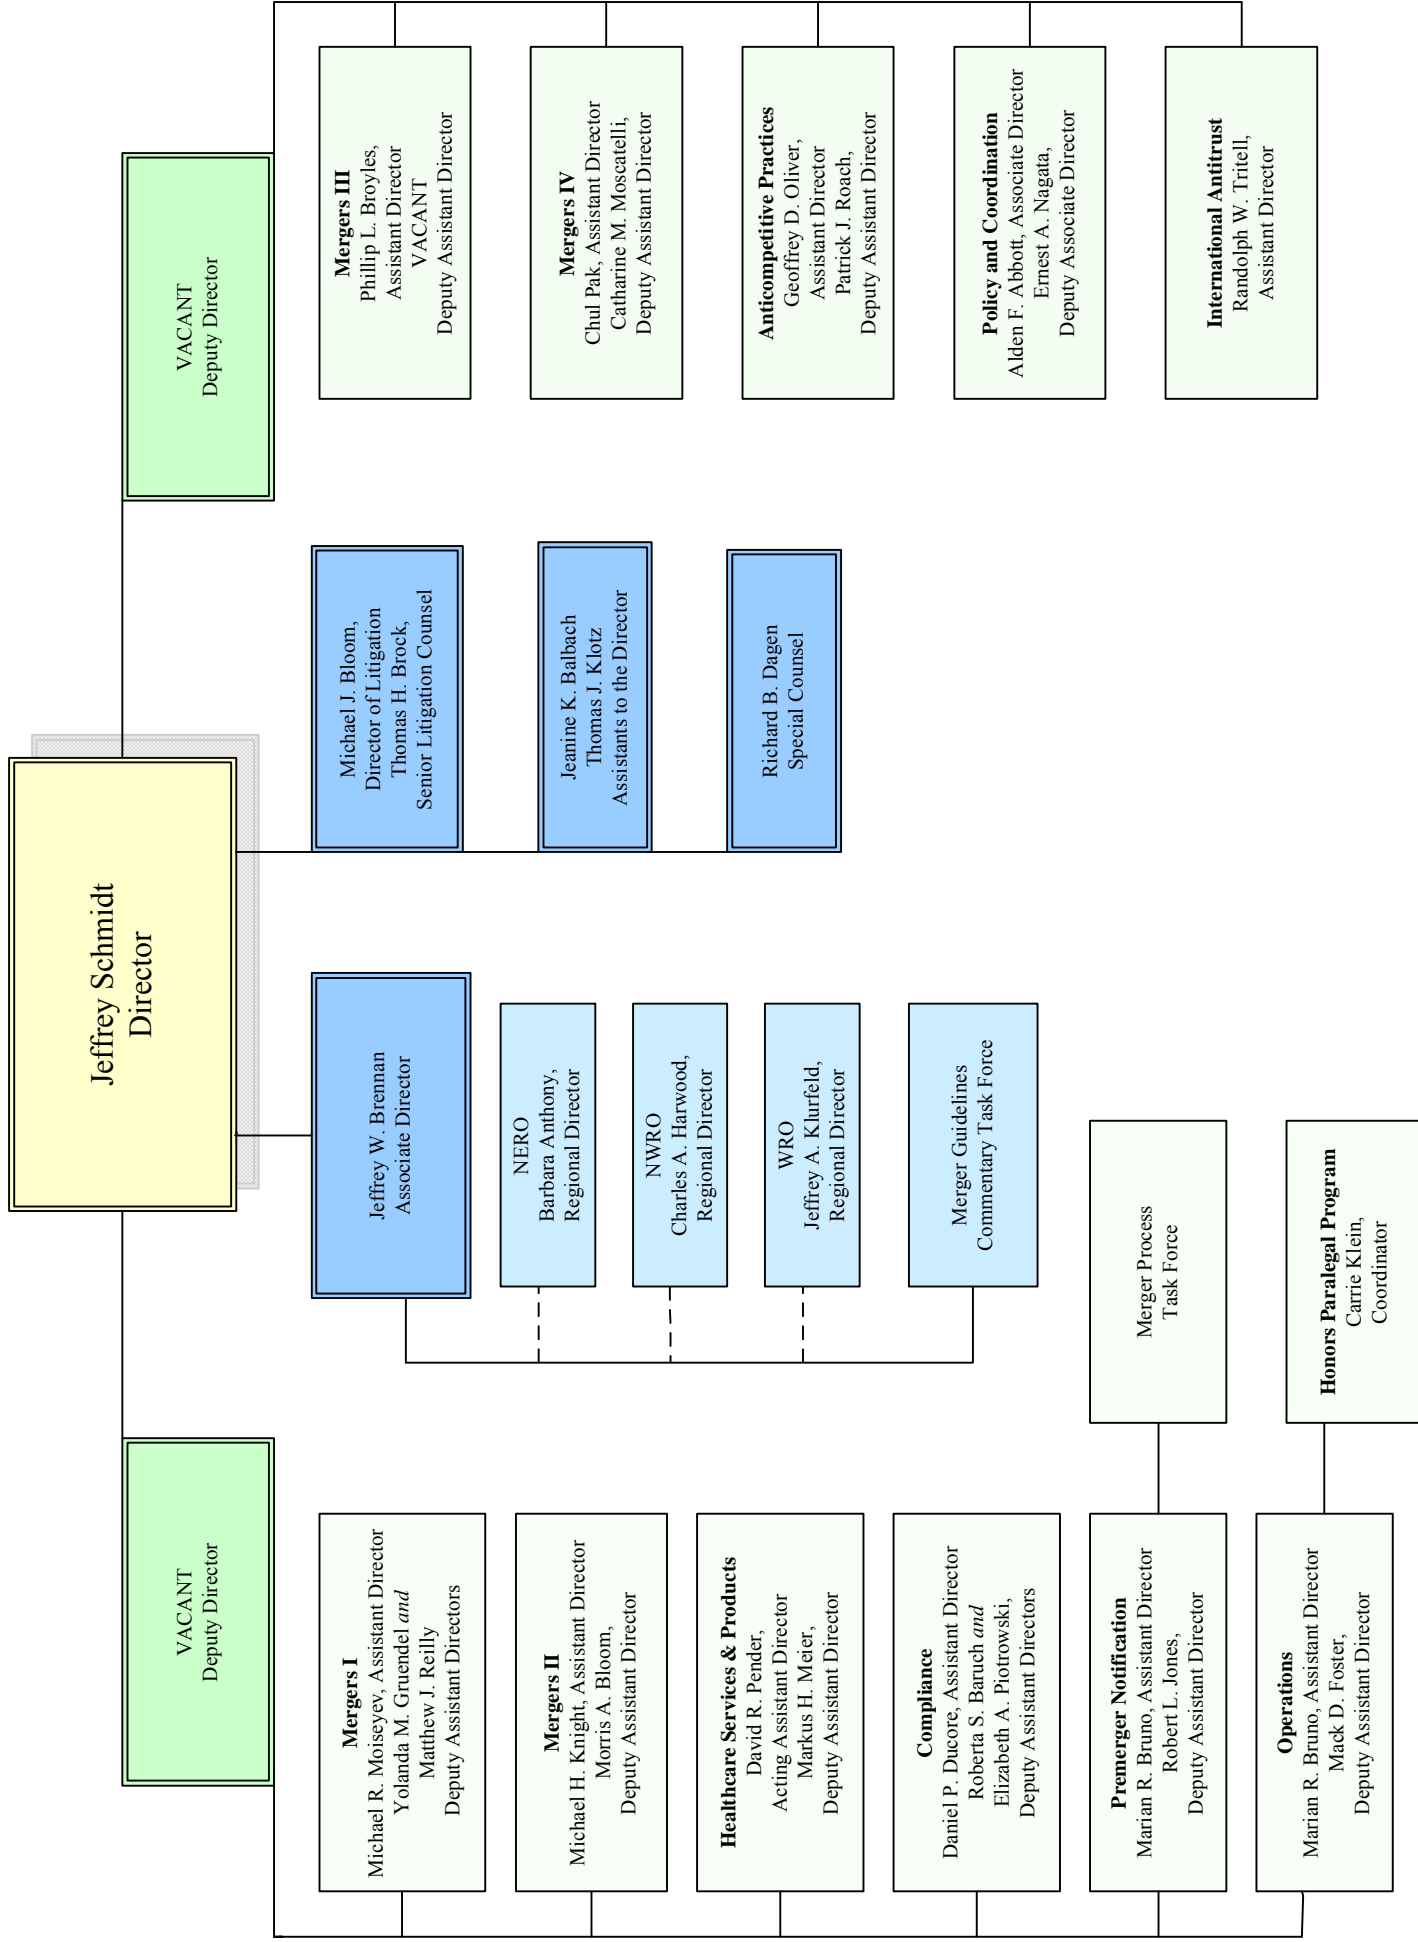 Jeffrey Schmidt
Director
VACANT
Deputy Director
Mergers I
Michael R. Moiseyev, Assistant Director
Yolanda M. Gruendel and
Matthew J. Reilly
Deputy Assistant Directors
Mergers II
Michael H. Knight, Assistant Director
Morris A. Bloom,
Deputy Assistant Director
Healthcare Services & Products
David R. Pender,
Acting Assistant Director
Markus H. Meier,
Deputy Assistant Director
Compliance
Daniel P. Ducore, Assistant Director
Roberta S. Baruch and
Elizabeth A. Piotrowski,
Deputy Assistant Directors
Premerger Notification
Marian R. Bruno, Assistant Director
Robert L. Jones,
Deputy Assistant Director
Merger Process
Task Force
Operations
Marian R. Bruno, Assistant Director
Mack D. Foster,
Deputy Assistant Director
Honors Paralegal Program
Carrie Klein,
Coordinator
Jeffrey W. Brennan
Associate Director
NERO
Barbara Anthony,
Regional Director
NWRO
Charles A. Harwood,
Regional Director
WRO
Jeffrey A. Klurfeld,
Regional Director
Merger Guidelines
Commentary Task Force
Michael J. Bloom,
Director of Litigation
Thomas H. Brock,
Senior Litigation Counsel
Jeanine K. Balbach
Thomas J. Klotz
Assistants to the Director
Richard B. Dagen
Special Counsel
VACANT
Deputy Director
Mergers III
Phillip L. Broyles,
Assistant Director
VACANT
Deputy Assistant Director
Mergers IV
Chul Pak, Assistant Director
Catharine M. Moscatelli,
Deputy Assistant Director
Anticompetitive Practices
Geoffrey D. Oliver,
Assistant Director
Patrick J. Roach,
Deputy Assistant Director
Policy and Coordination
Alden F. Abbott, Associate Director
Ernest A. Nagata,
Deputy Associate Director
International Antitrust
Randolph W. Tritell,
Assistant Director